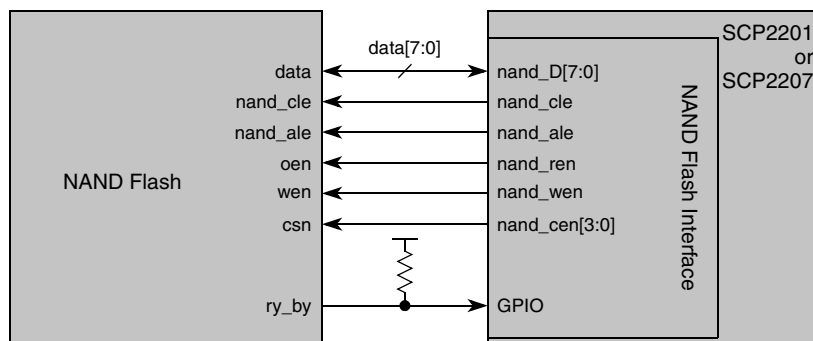 SCP2201
or
SCP2207
data[7:0]
data
nand_D[7:0]
nand_cle
nand_cle
nand_ale
nand_ale
oen
nand_ren
NAND Flash
wen
nand_wen
csn
nand_cen[3:0]
NAND Flash Interface
ry_by
GPIO